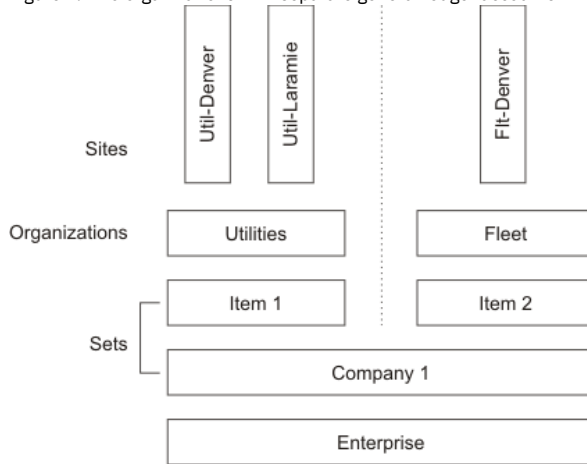 Util-Denver
Util-Laramie
Flt-Denver
Sites
Organizations
Utilities
Fleet
Item 1
Item 2
Sets
Company 1
Enterprise